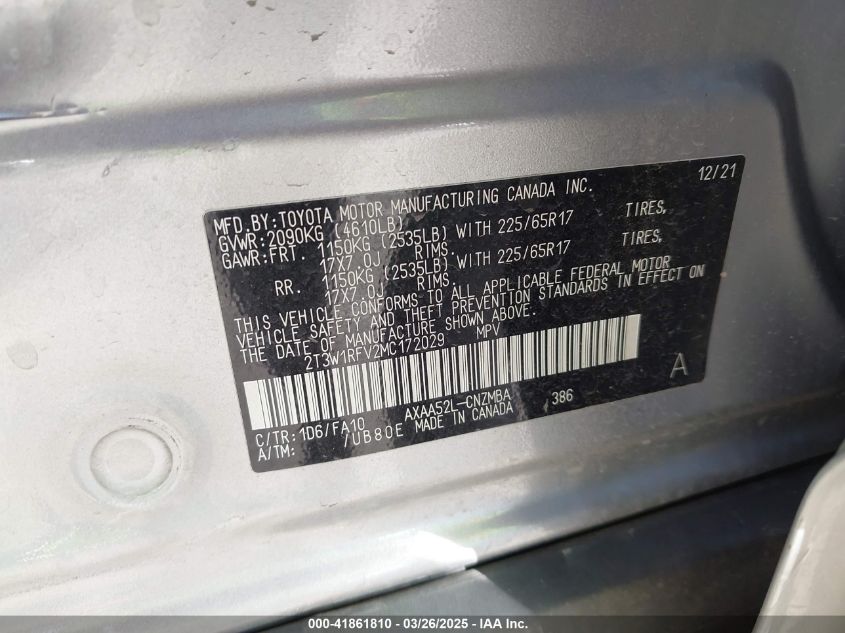 12/21
MFD.BY:TOYOTA MOTOR MANUFACTURING CANADA INC.
GVWR:2090KG (4610LB)
GAWR:FRT. 1150KG (2535LB) WITH 225/65R17 TIRES,
17X7.0J RIMS.
RR. 1150KG (2535LB) WITH 225/65R17 TIRES,
17X7.0J RIMS.
THIS VEHICLE CONFORMS TO ALL APPLICABLE FEDERAL MOTOR
VEHICLE SAFETY AND THEFT PREVENTION STANDARDS IN EFFECT ON
THE DATE OF MANUFACTURE SHOWN ABOVE.
2T3W1RFV2MC172029 MPV
A
C/TR:1D6/FA10 AXAA52L-CNZMBA 386
A/TM: /UB80E MADE IN CANADA
000-41861810 - 03/26/2025 - IAA Inc.